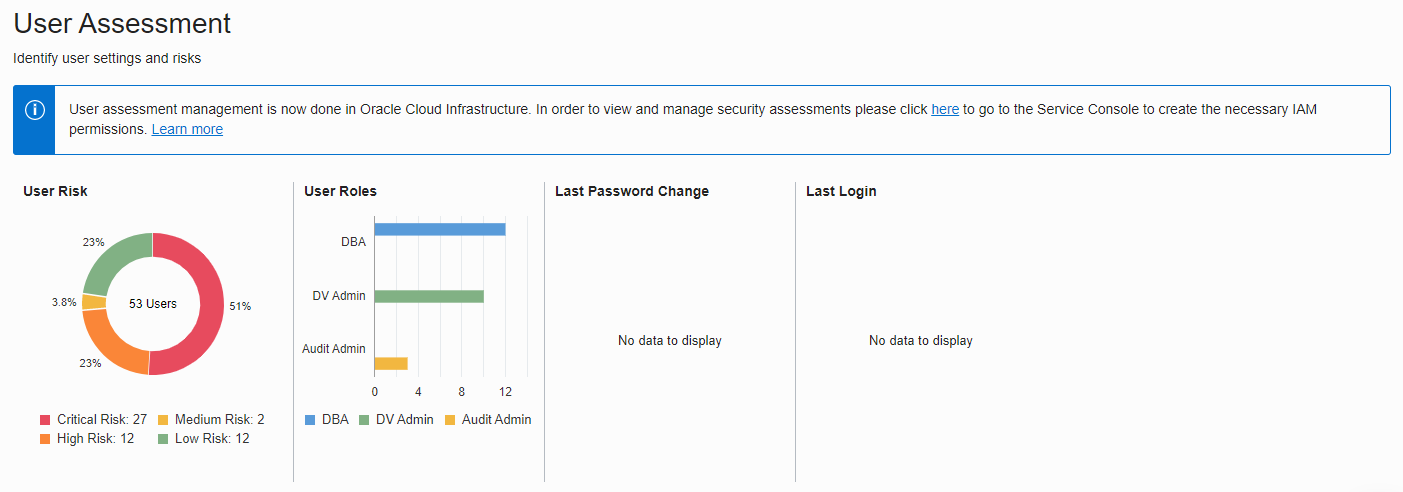 User Assessment
Identify user settings and risks
User assessment management is now done in Oracle Cloud Infrastructure. In order to view and manage security assessments please click here to go to the Service Console to create the necessary IAM
permissions. Learn more
User Risk
23%
3.8%
53 Users
51%
23%
Critical Risk: 27
Medium Risk: 2
High Risk: 12
Low Risk: 12
User Roles
DBA
DV Admin
Audit Admin
0 4 8 12
DBA DV Admin Audit Admin
Last Password Change
No data to display
Last Login
No data to display